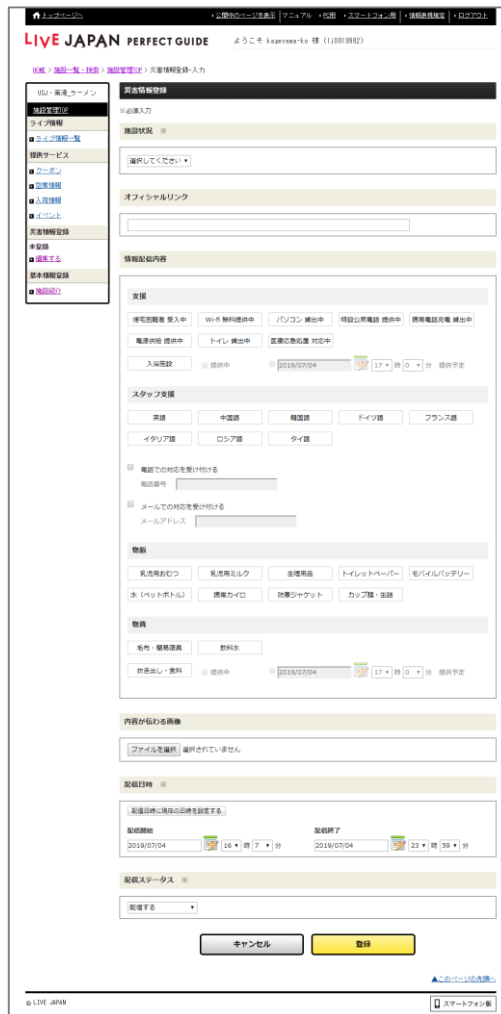 トップページへ
公開中のページを表示 マニュアル ・PC用 ・スマートフォン用 ・情報表現規定 ・ログアウト
LIVE JAPAN PERFECT GUIDE
ようこそ kageyama-ko 様 (lj0019982)
HOME > 施設一覧・検索 > 施設管理TOP > 災害情報登録-入力
USJ・南港_ラーメン
施設管理TOP
ライブ情報
ライブ情報一覧
提供サービス
クーポン
空席情報
入荷情報
イベント
災害情報登録
未登録
編集する
基本情報登録
施設紹介
災害情報登録
※必須入力
施設状況 ※
選択してください
オフィシャルリンク
情報配信内容
支援
帰宅困難者 受入中 Wi-fi 無料提供中 パソコン 貸出中 特設公衆電話 提供中 携帯電話充電 貸出中
電源供給 提供中 トイレ 貸出中 医療応急処置 対応中
入浴施設 提供中 2019/07/04 17 時 0 分 提供予定
スタッフ支援
英語 中国語 韓国語 ドイツ語 フランス語
イタリア語 ロシア語 タイ語
電話での対応を受け付ける
電話番号
メールでの対応を受け付ける
メールアドレス
物販
乳児用おむつ 乳児用ミルク 生理用品 トイレットペーパー モバイルバッテリー
水（ペットボトル） 携帯カイロ 防寒ジャケット カップ麺・缶詰
物資
毛布・簡易寝具 飲料水
炊き出し・食料 提供中 2019/07/04 17 時 0 分 提供予定
内容が伝わる画像
ファイルを選択 選択されていません
配信日時 ※
配信日時に現在の日時を設定する
配信開始 配信終了
2019/07/04 16 時 7 分 2019/07/04 23 時 59 分
配信ステータス ※
配信する
キャンセル 登録
▲このページの先頭へ
© LIVE JAPAN
スマートフォン版